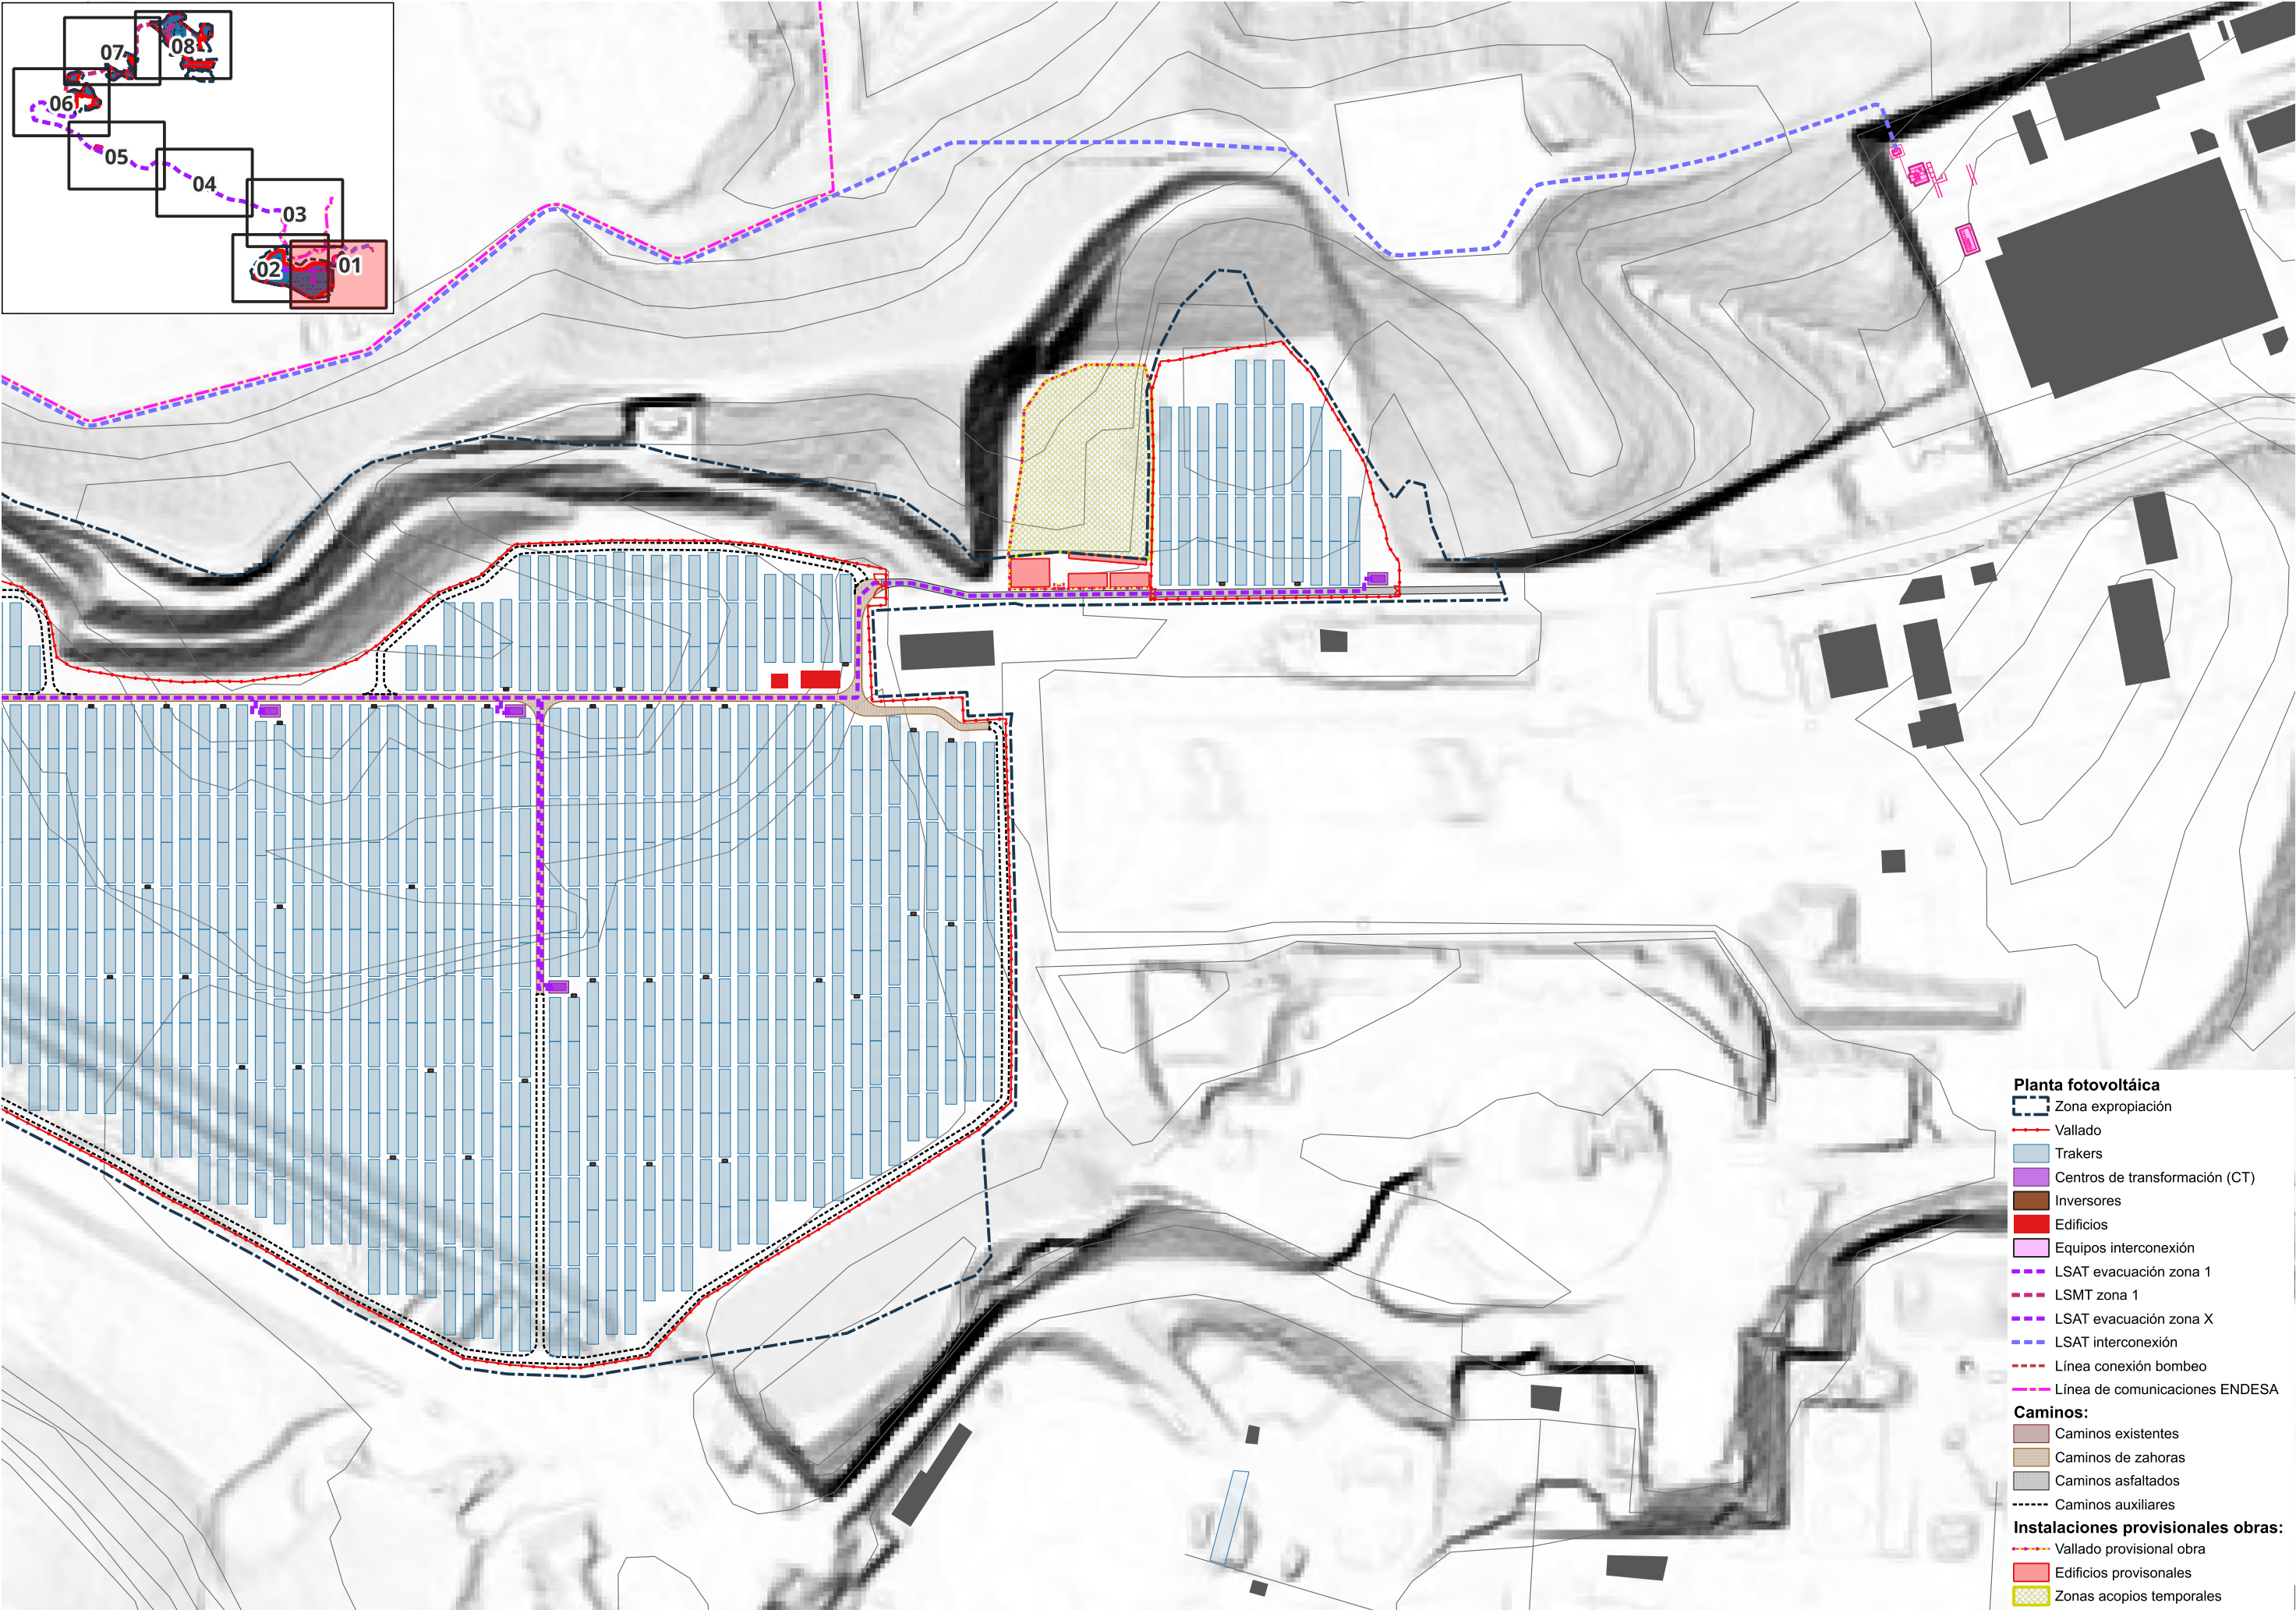 07
08
06
05
04
03
02
01
Planta fotovoltáica
Zona expropiación
Vallado
Trakers
Centros de transformación (CT)
Inversores
Edificios
Equipos interconexión
LSAT evacuación zona 1
LSMT zona 1
LSAT evacuación zona X
LSAT interconexión
Línea conexión bombeo
Línea de comunicaciones ENDESA
Caminos:
Caminos existentes
Caminos de zahoras
Caminos asfaltados
Caminos auxiliares
Instalaciones provisionales obras:
Vallado provisional obra
Edificios provisonales
Zonas acopios temporales